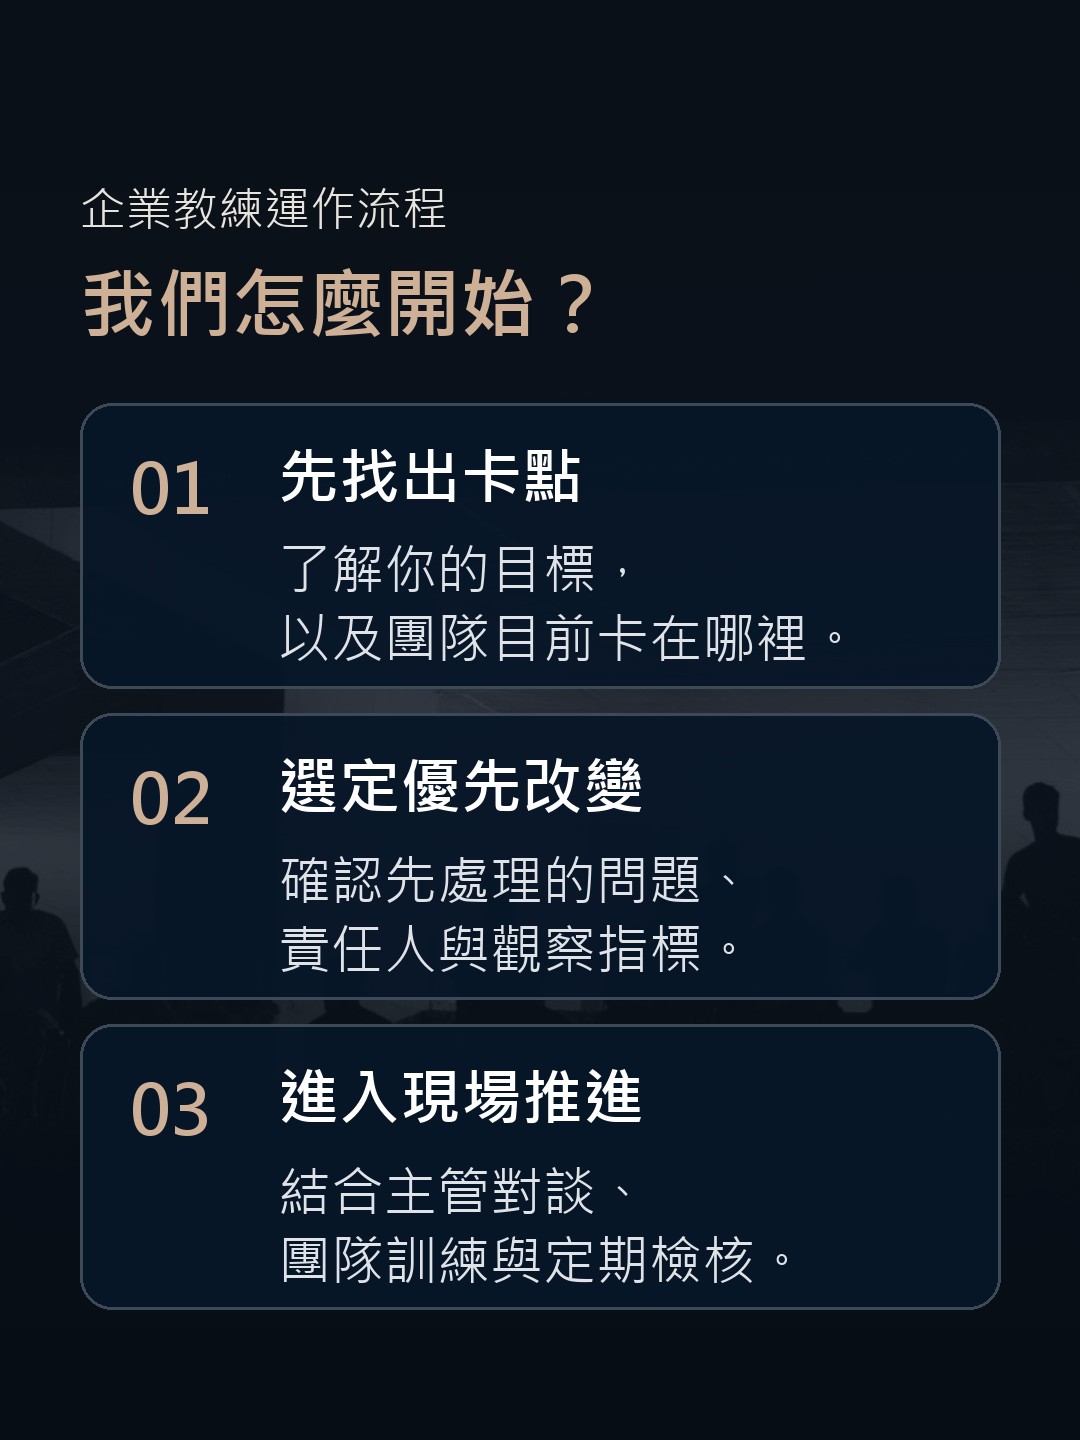 企業教練運作流程
我們怎麼開始？
01
先找出卡點
了解你的目標，
以及團隊目前卡在哪裡。
02
選定優先改變
確認先處理的問題、
責任人與觀察指標。
03
進入現場推進
結合主管對談、
團隊訓練與定期檢核。